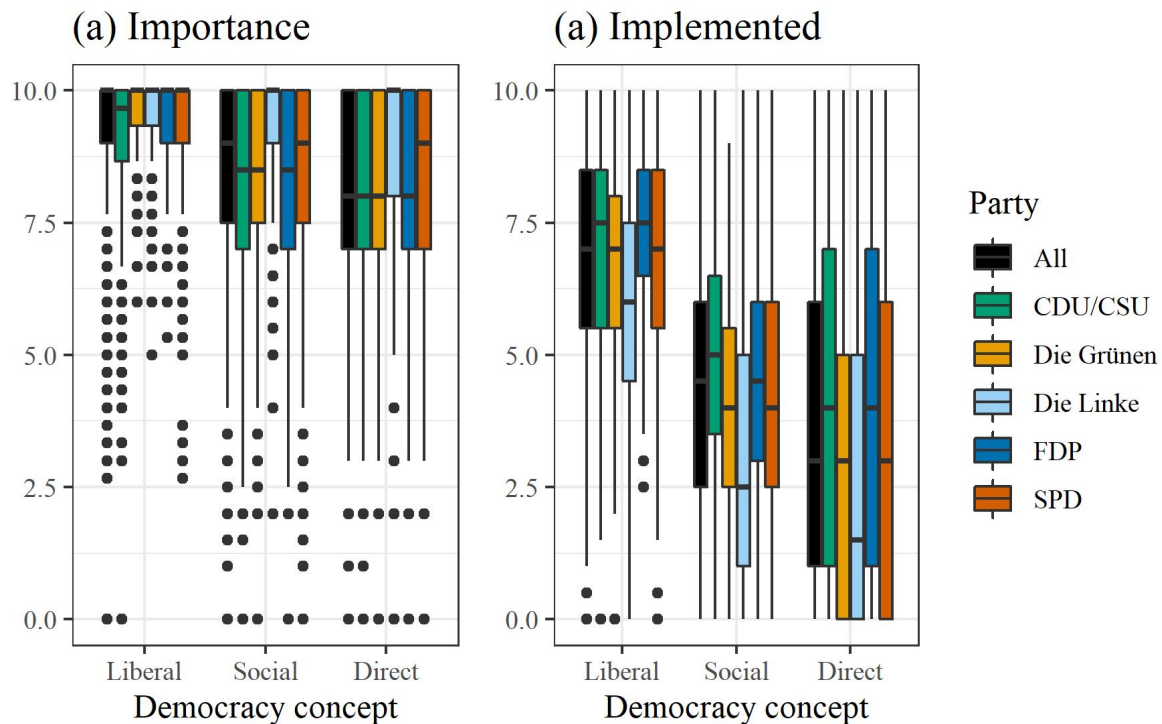 (a) Importance
10.0
7.5
5.0
2.5
0.0
Liberal Social Direct
Democracy concept
(a) Implemented
10.0
7.5
5.0
2.5
0.0
Liberal Social Direct
Democracy concept
Party
All
CDU/CSU
Die Grünen
Die Linke
FDP
SPD